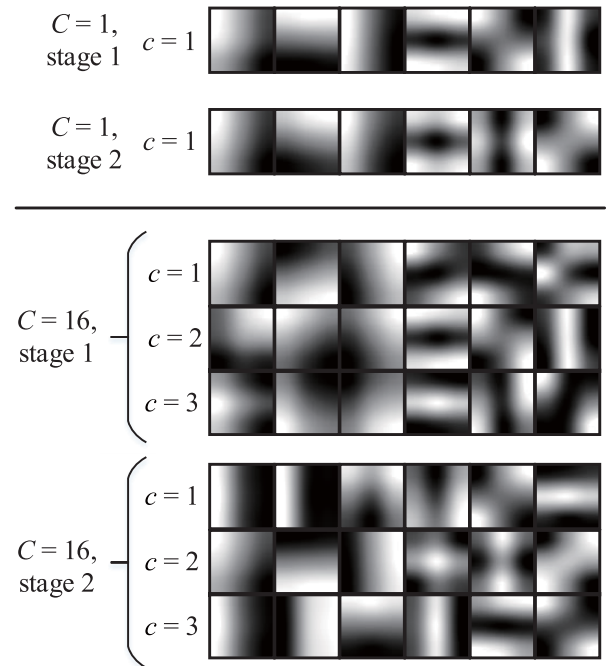 C = 1,
stage 1
c = 1
C = 1,
stage 2
c = 1
C = 16,
stage 1
c = 1
c = 2
c = 3
C = 16,
stage 2
c = 1
c = 2
c = 3